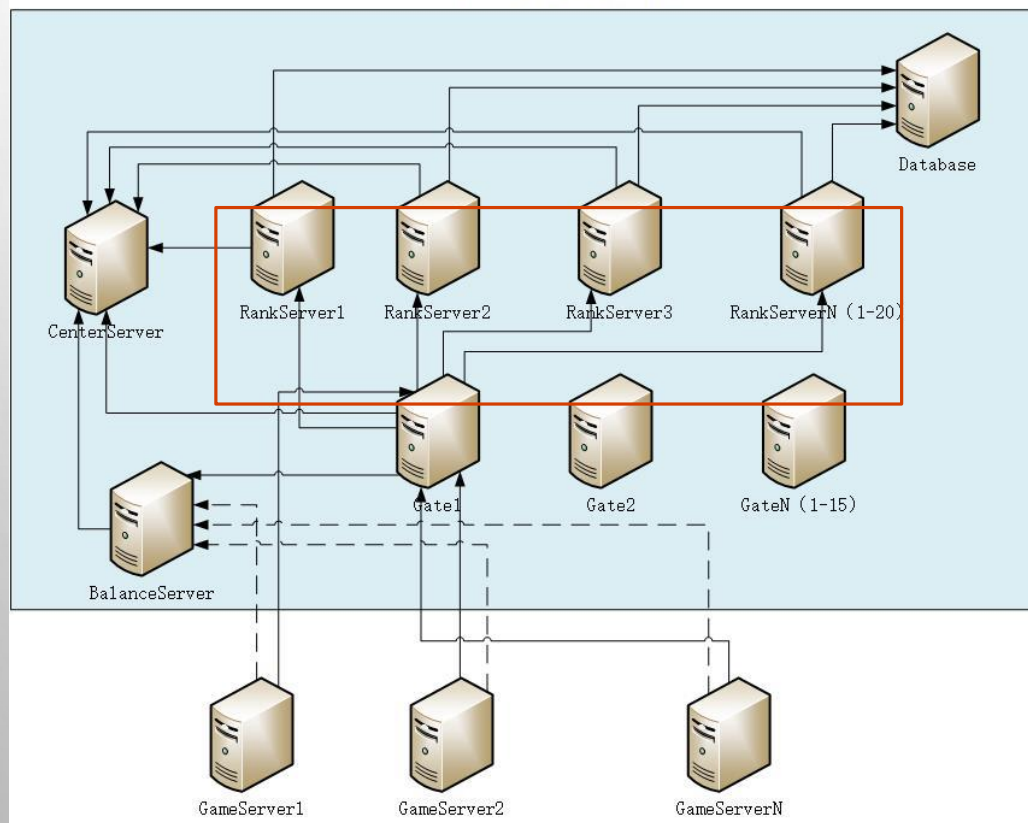 Database
CenterServer
RankServer1
RankServer2
RankServer3
RankServerN（1-20）
Gate1
Gate2
GateN（1-15）
BalanceServer
GameServer1
GameServer2
GameServerN